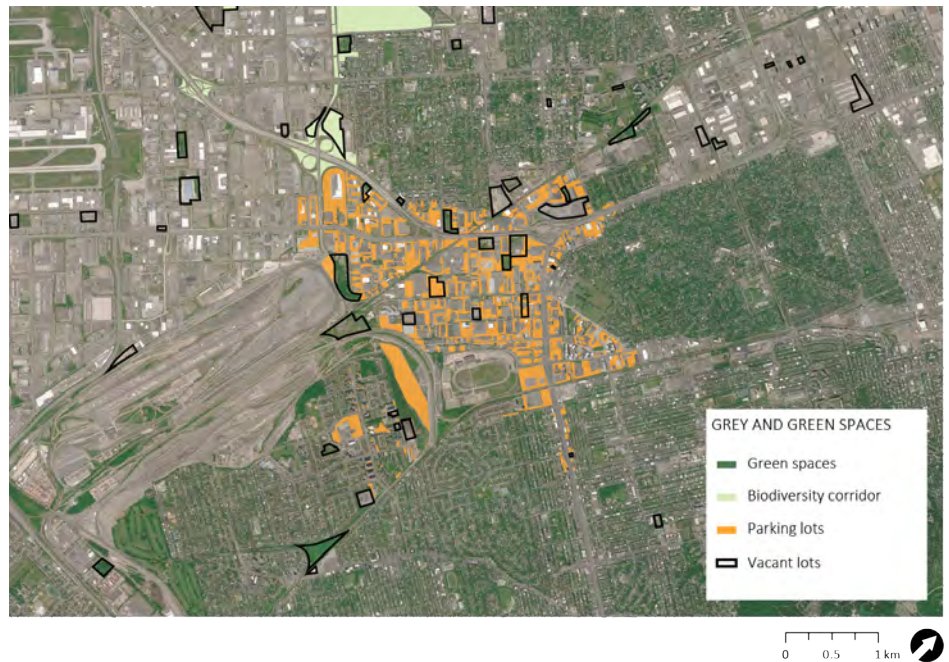 GREY AND GREEN SPACES
Green spaces
Biodiversity corridor
Parking lots
Vacant lots
0 0.5 1 km